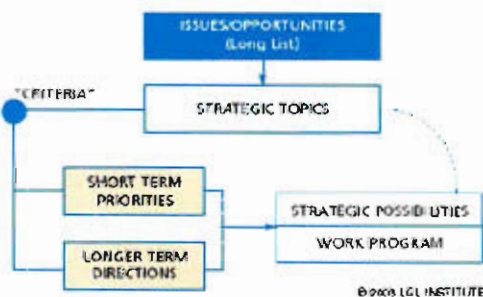 ISSUES/OPPORTUNITIES
(Long List)
"CRITERIA"
STRATEGIC TOPICS
SHORT TERM
PRIORITIES
STRATEGIC POSSIBILITIES
WORK PROGRAM
LONGER TERM
DIRECTIONS
LGL INSTITUTE